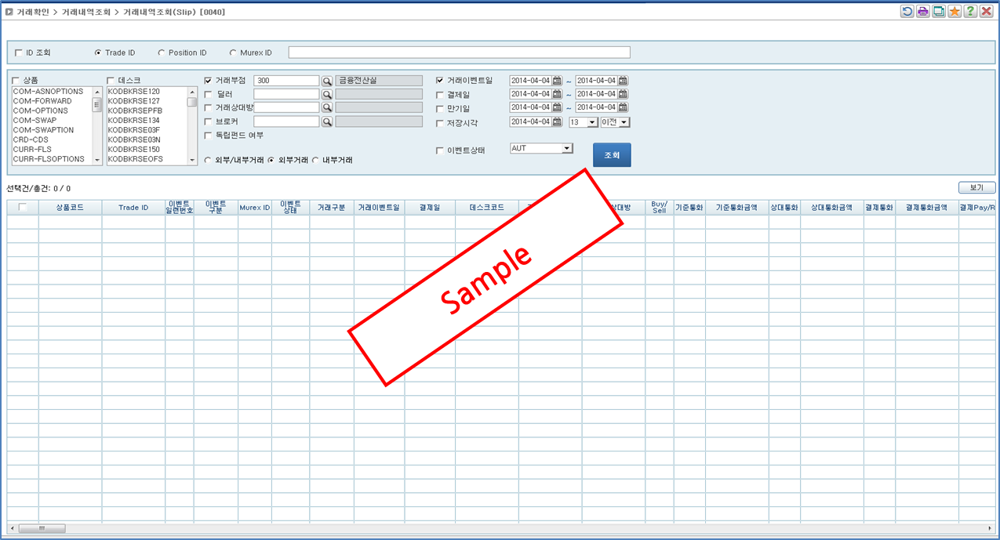 거래확인 > 거래내역조회 > 거래내역조회(Slip) [0040]
ID 조회 Trade ID Position ID Murex ID
상품 데스크 거래부점 300 금융전산실 거래이벤트일 2014-04-04 ~ 2014-04-04
COM-ASNOPTIONS KODBKRSE120 딜러 결제일 2014-04-04 ~ 2014-04-04
COM-FORWARD KODBKRSE127 거래상대방 만기일 2014-04-04 ~ 2014-04-04
COM-OPTIONS KODBKRSEPFB 브로커 저장시각 2014-04-04 13 이전
COM-SWAP KODBKRSE134 독립펀드 여부
COM-SWAPTION KODBKRSE03F
CRD-CDS KODBKRSE03N
CURR-FLS KODBKRSE150 이벤트상태 AUT 조회
CURR-FLSOPTIONS KODBKRSEOFS 외부/내부거래 외부거래 내부거래
선택건/총건: 0 / 0 보기
상품코드 Trade ID 이벤트 일련번호 이벤트 구분 Murex ID 이벤트 상태 거래구분 거래이벤트일 결제일 데스크코드 상대방 Buy/ Sell 기준통화 기준통화금액 상대통화 상대통화금액 결제통화 결제통화금액 결제Pay/R
Sample